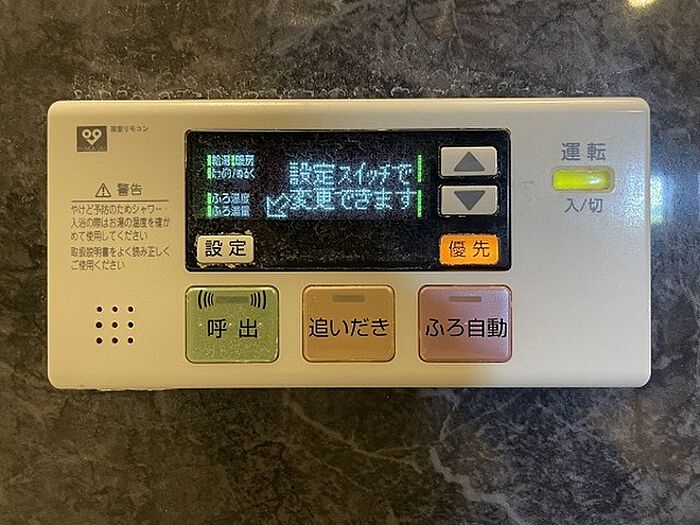 浴室リモコン
警告
やけど予防のためシャワー・
入浴の際はお湯の温度を確か
めて使用してください
取扱説明書をよく読み正しく
ご使用ください
給湯 暖房
ふろ温度
ふろ湯量
設定スイッチで
変更できます
設定
優先
運転
入/切
呼出
追いだき
ふろ自動